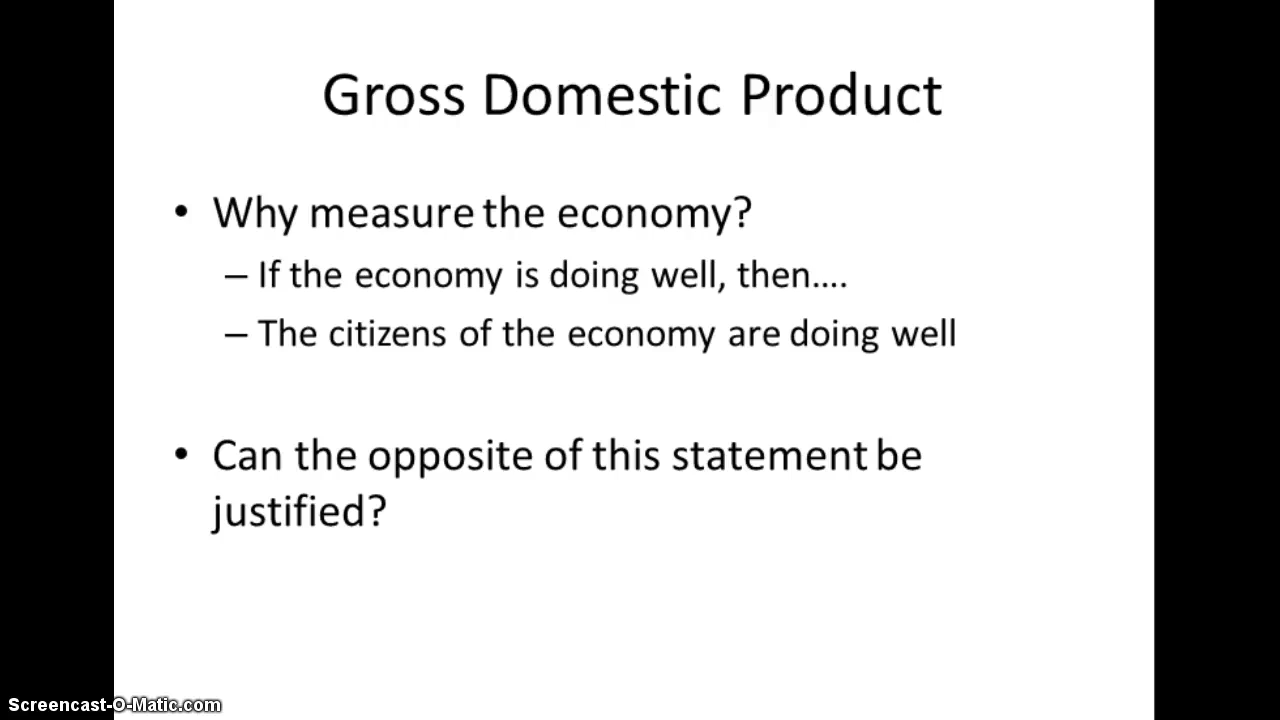 Gross Domestic Product
• Why measure the economy?
– If the economy is doing well, then....
– The citizens of the economy are doing well
• Can the opposite of this statement be
justified?
Screencast-O-Matic.com